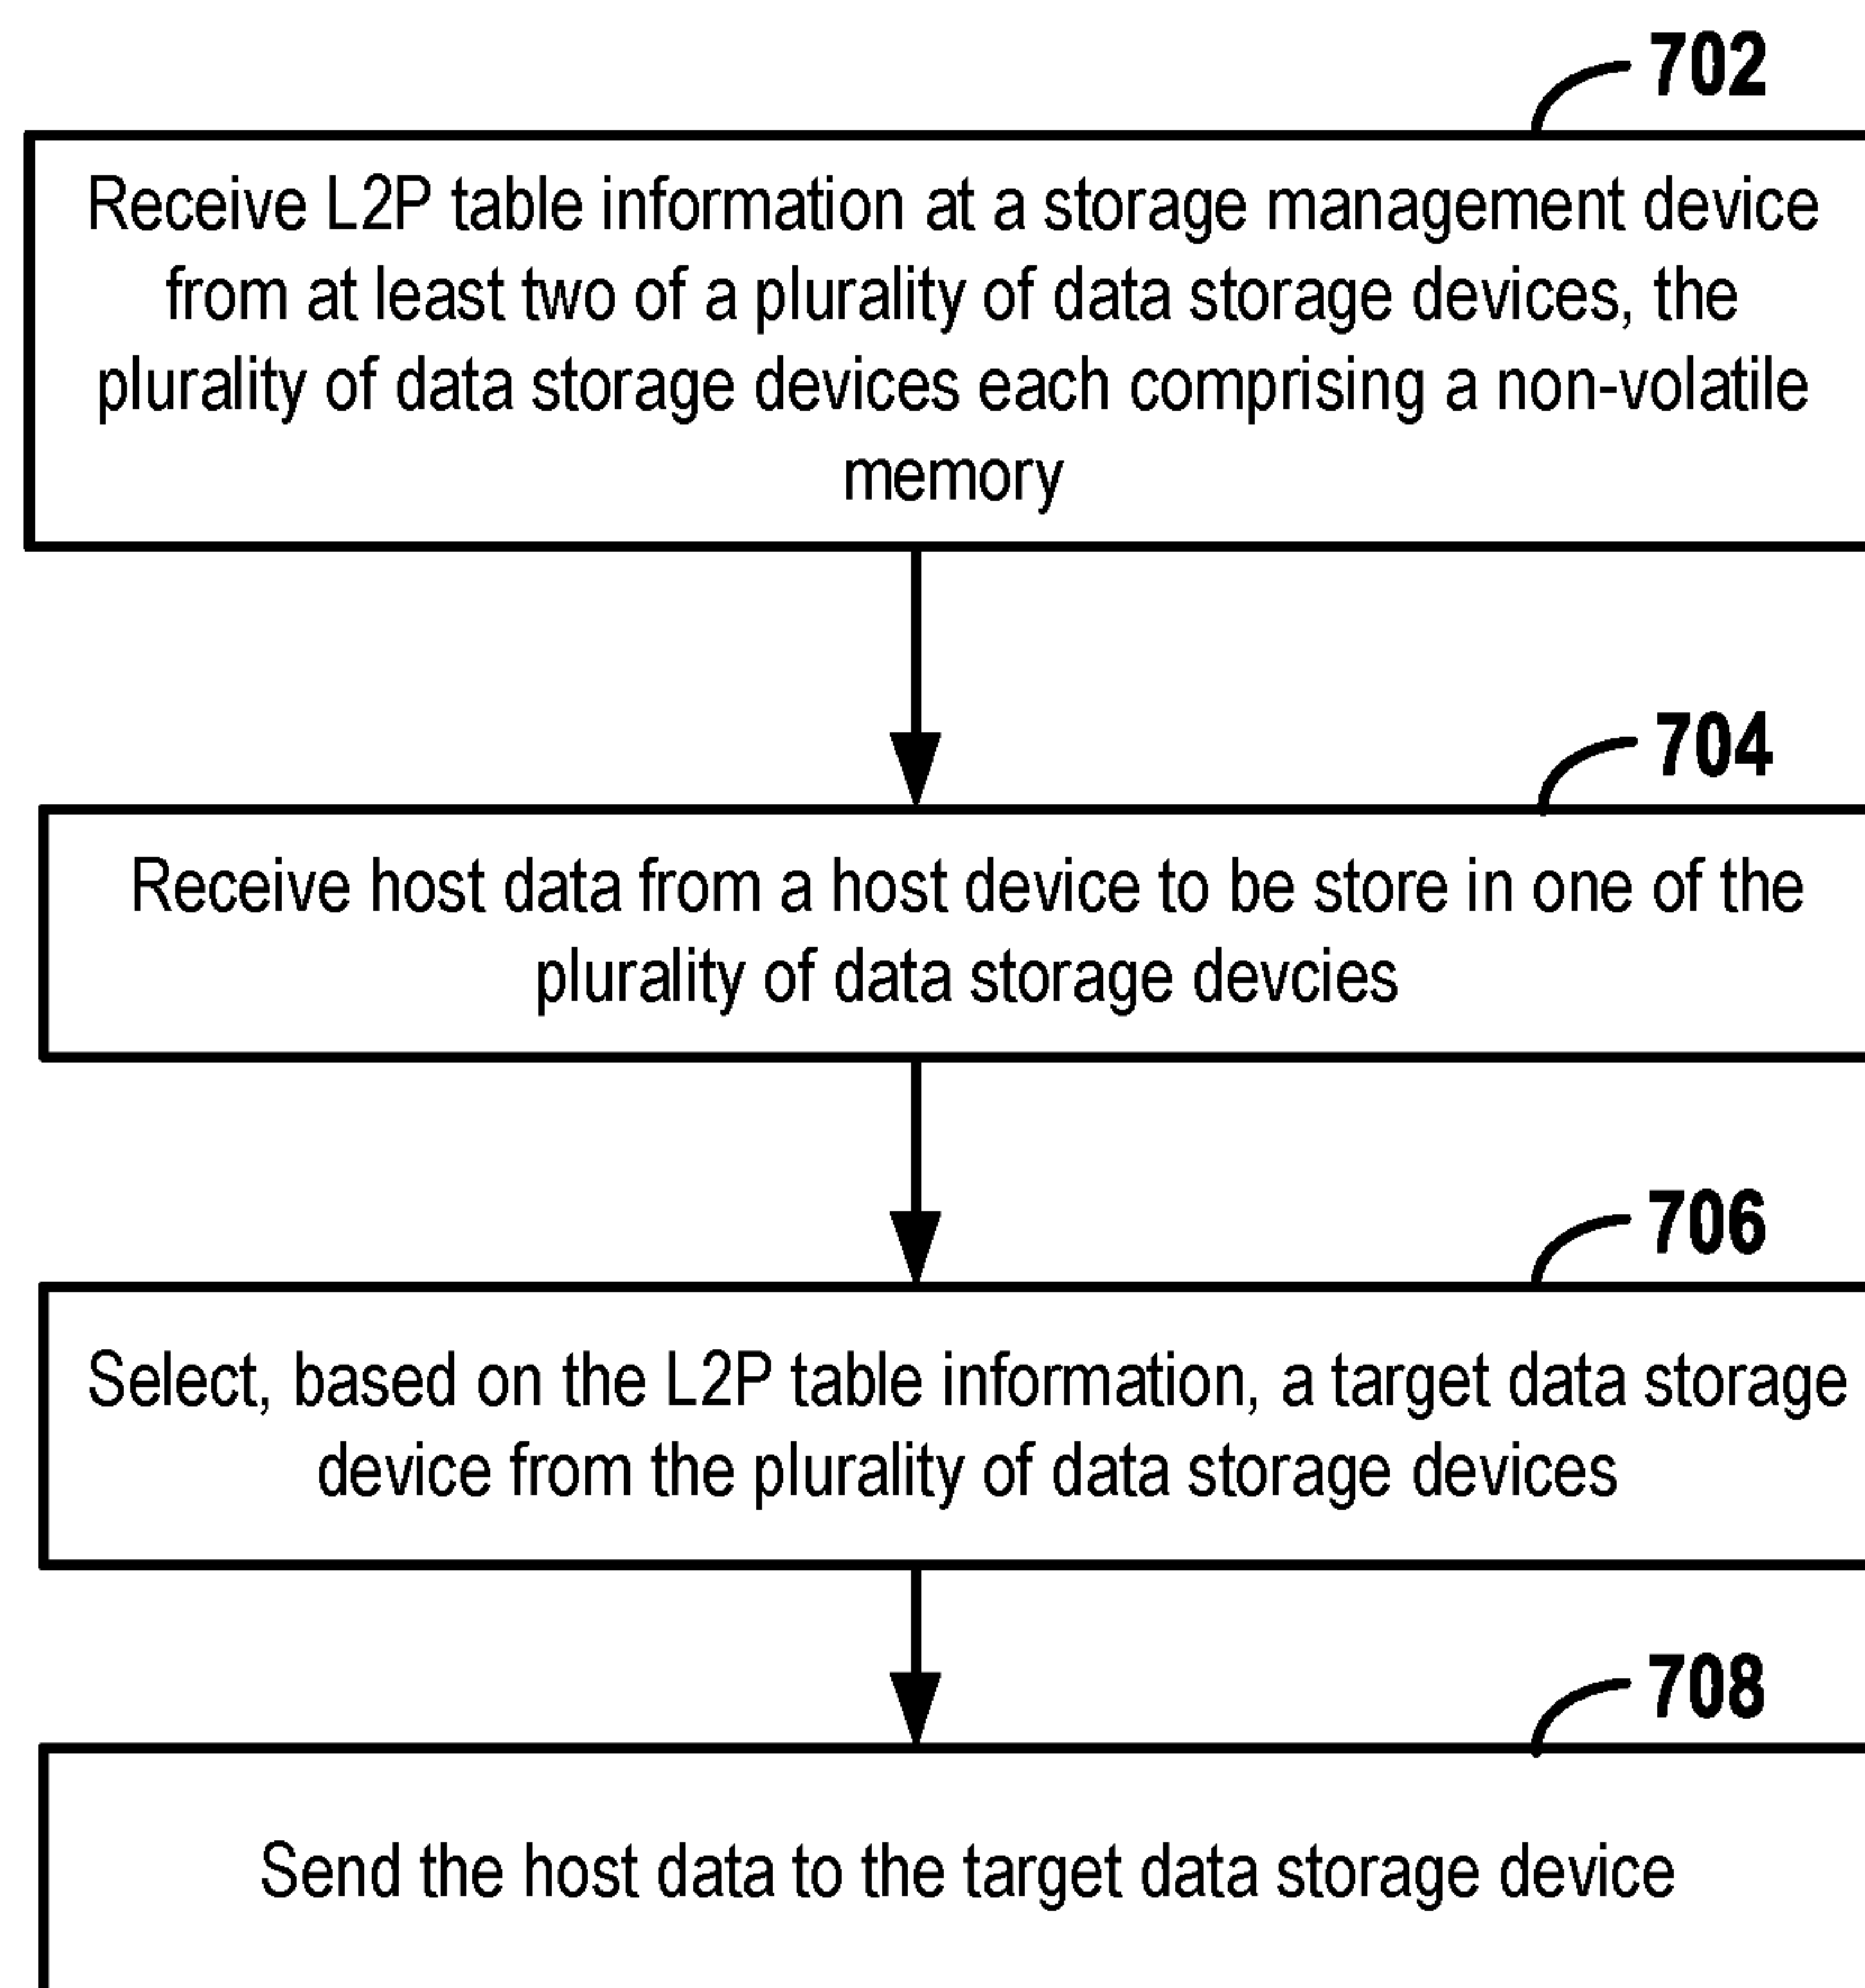 702
Receive L2P table information at a storage management device
from at least two of a plurality of data storage devices, the
plurality of data storage devices each comprising a non-volatile
memory
704
Receive host data from a host device to be store in one of the
plurality of data storage devcies
706
Select, based on the L2P table information, a target data storage
device from the plurality of data storage devices
708
Send the host data to the target data storage device